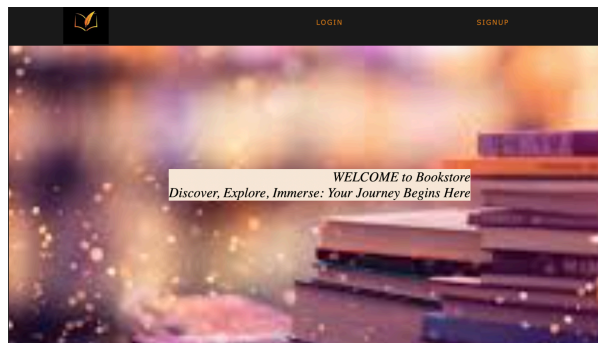 LOGIN
SIGNUP
WELCOME to Bookstore
Discover, Explore, Immerse: Your Journey Begins Here